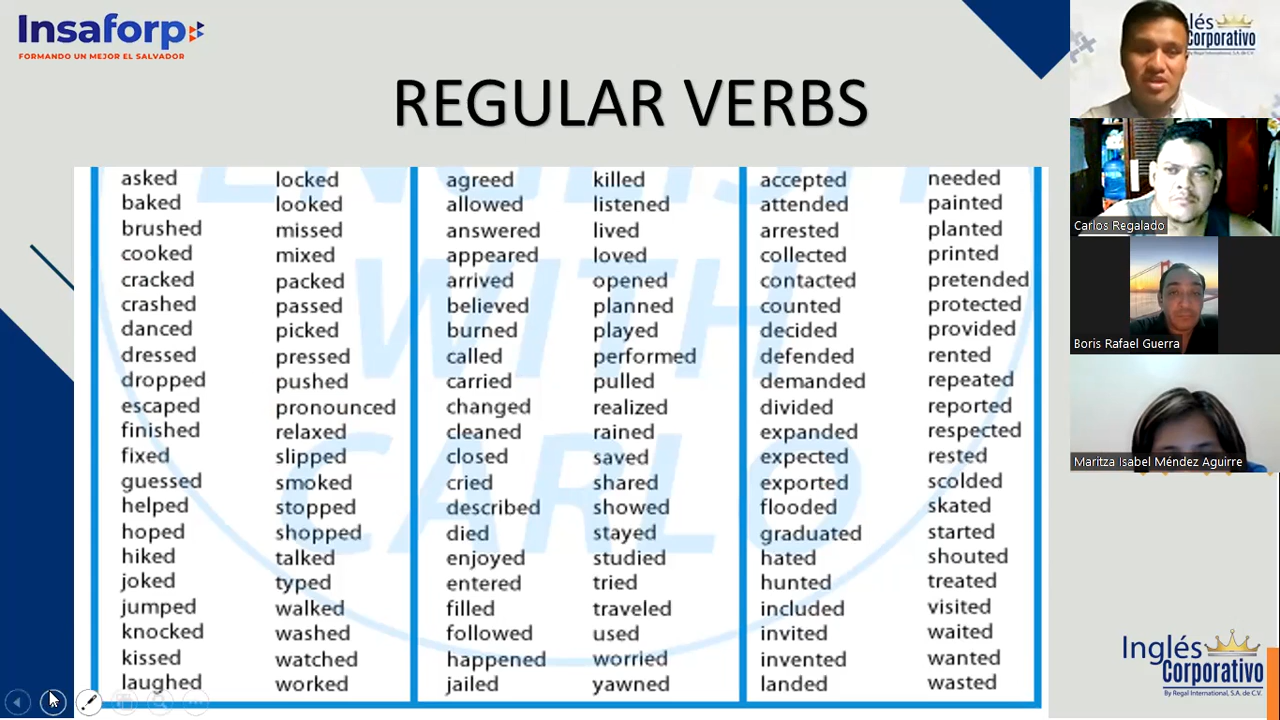 Insaforp
FORMANDO UN MEJOR EL SALVADOR
REGULAR VERBS
asked locked agreed killed accepted needed
baked looked allowed listened attended painted
brushed missed answered lived arrested planted
cooked mixed appeared loved collected printed
cracked packed arrived opened contacted pretended
crashed passed believed planned counted protected
danced picked burned played decided provided
dressed pressed called performed defended rented
dropped pushed carried pulled demanded repeated
escaped pronounced changed realized divided reported
finished relaxed cleaned rained expanded respected
fixed slipped closed saved expected rested
guessed smoked cried shared exported scolded
helped stopped described showed flooded skated
hoped shopped died stayed graduated started
hiked talked enjoyed studied hated shouted
joked typed entered tried hunted treated
jumped walked filled traveled included visited
knocked washed followed used invited waited
kissed watched happened worried invented wanted
laughed worked jailed yawned landed wasted
ENGLISH
WITH
CARLO
Inglés
Corporativo
By Regal International, S.A. de C.V.
Carlos Regalado
Boris Rafael Guerra
Maritza Isabel Méndez Aguirre
Inglés
Corporativo
By Regal International, S.A. de C.V.